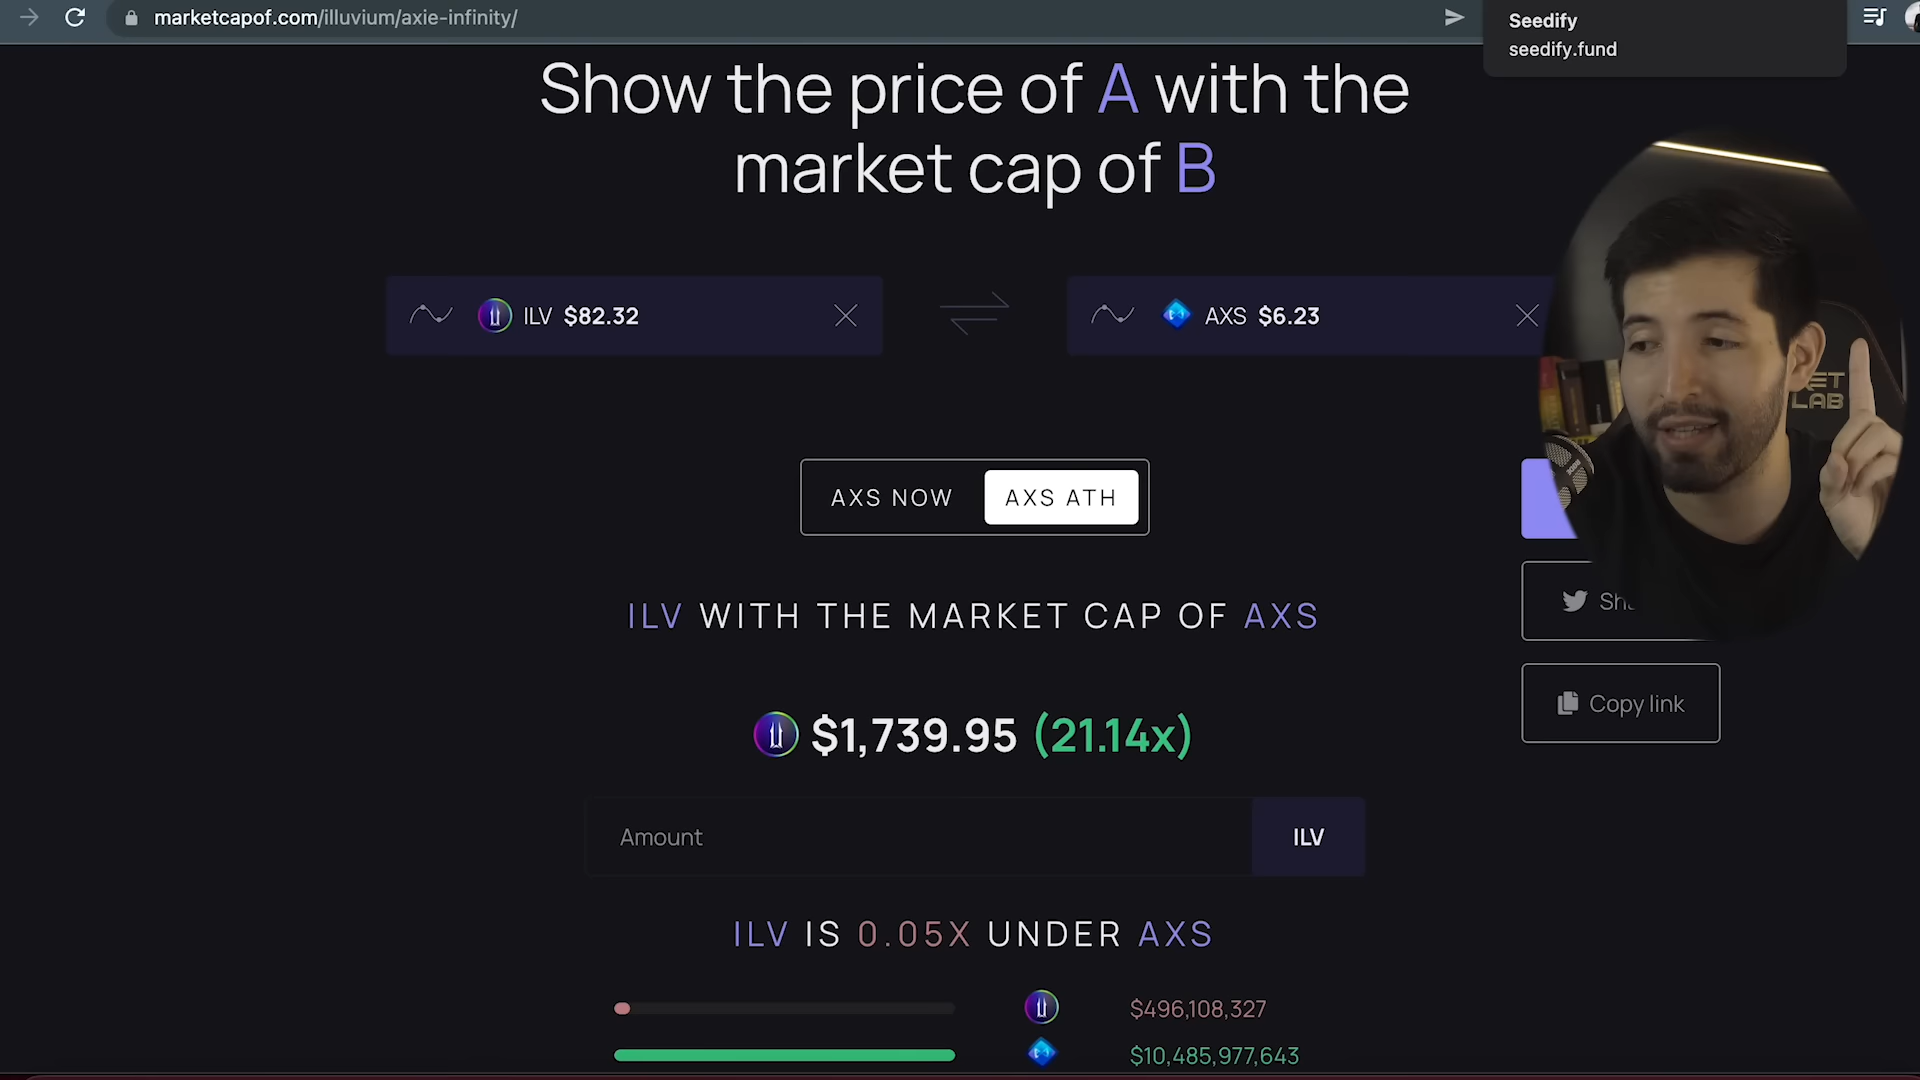 marketcapof.com/illuvium/axie-infinity/
Seedify
seedify.fund
Show the price of A with the
market cap of B
ILV $82.32
AXS $6.23
AXS NOW
AXS ATH
LAB
ILV WITH THE MARKET CAP OF AXS
Copy link
$1,739.95 (21.14x)
Amount
ILV
ILV IS 0.05X UNDER AXS
$496,108,327
$10,485,977,643